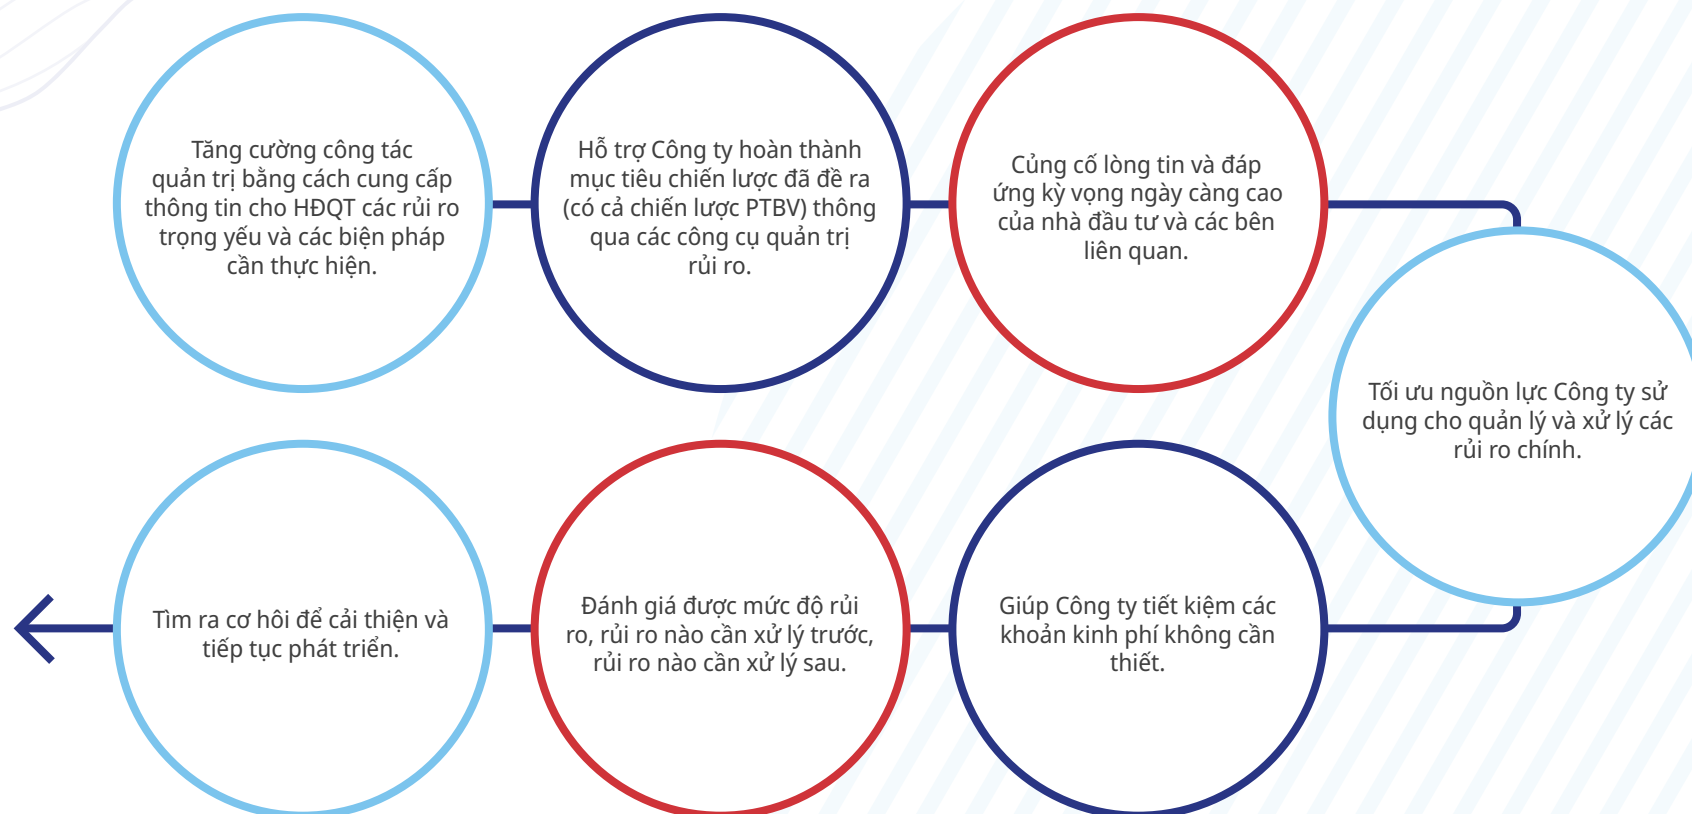 Tăng cường công tác
quản trị bằng cách cung cấp
thông tin cho HĐQT các rủi ro
trọng yếu và các biện pháp
cần thực hiện.
Hỗ trợ Công ty hoàn thành
mục tiêu chiến lược đã đề ra
(có cả chiến lược PTBV) thông
qua các công cụ quản trị
rủi ro.
Củng cố lòng tin và đáp
ứng kỳ vọng ngày càng cao
của nhà đầu tư và các bên
liên quan.
Tối ưu nguồn lực Công ty sử
dụng cho quản lý và xử lý các
rủi ro chính.
Giúp Công ty tiết kiệm các
khoản kinh phí không cần
thiết.
Đánh giá được mức độ rủi
ro, rủi ro nào cần xử lý trước,
rủi ro nào cần xử lý sau.
Tìm ra cơ hôi để cải thiện và
tiếp tục phát triển.